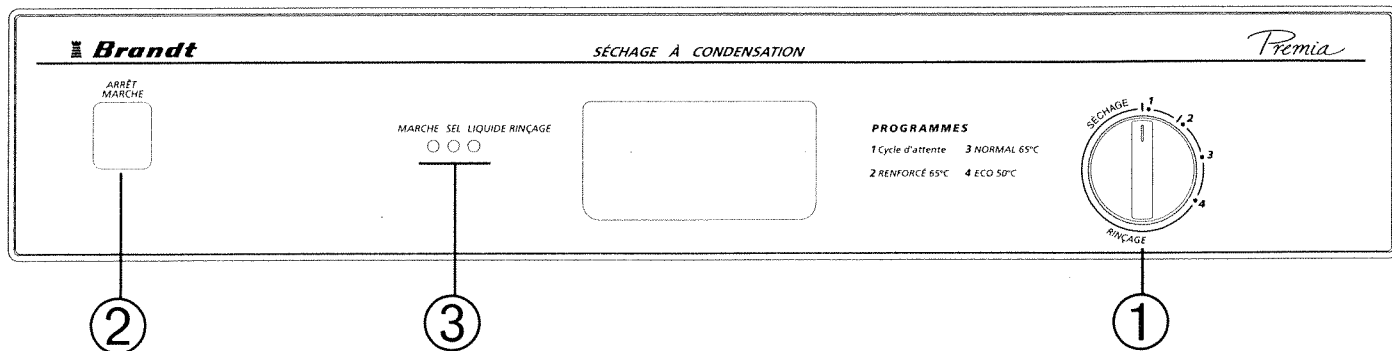 Brandt
SÉCHAGE À CONDENSATION
Premia
ARRÊT
MARCHE
MARCHE SEL LIQUIDE RINÇAGE
PROGRAMMES
1 Cycle d'attente 3 NORMAL 65°C
2 RENFORCÉ 65°C 4 ECO 50°C
SÉCHAGE
1
2
3
4
RINÇAGE
2
3
1